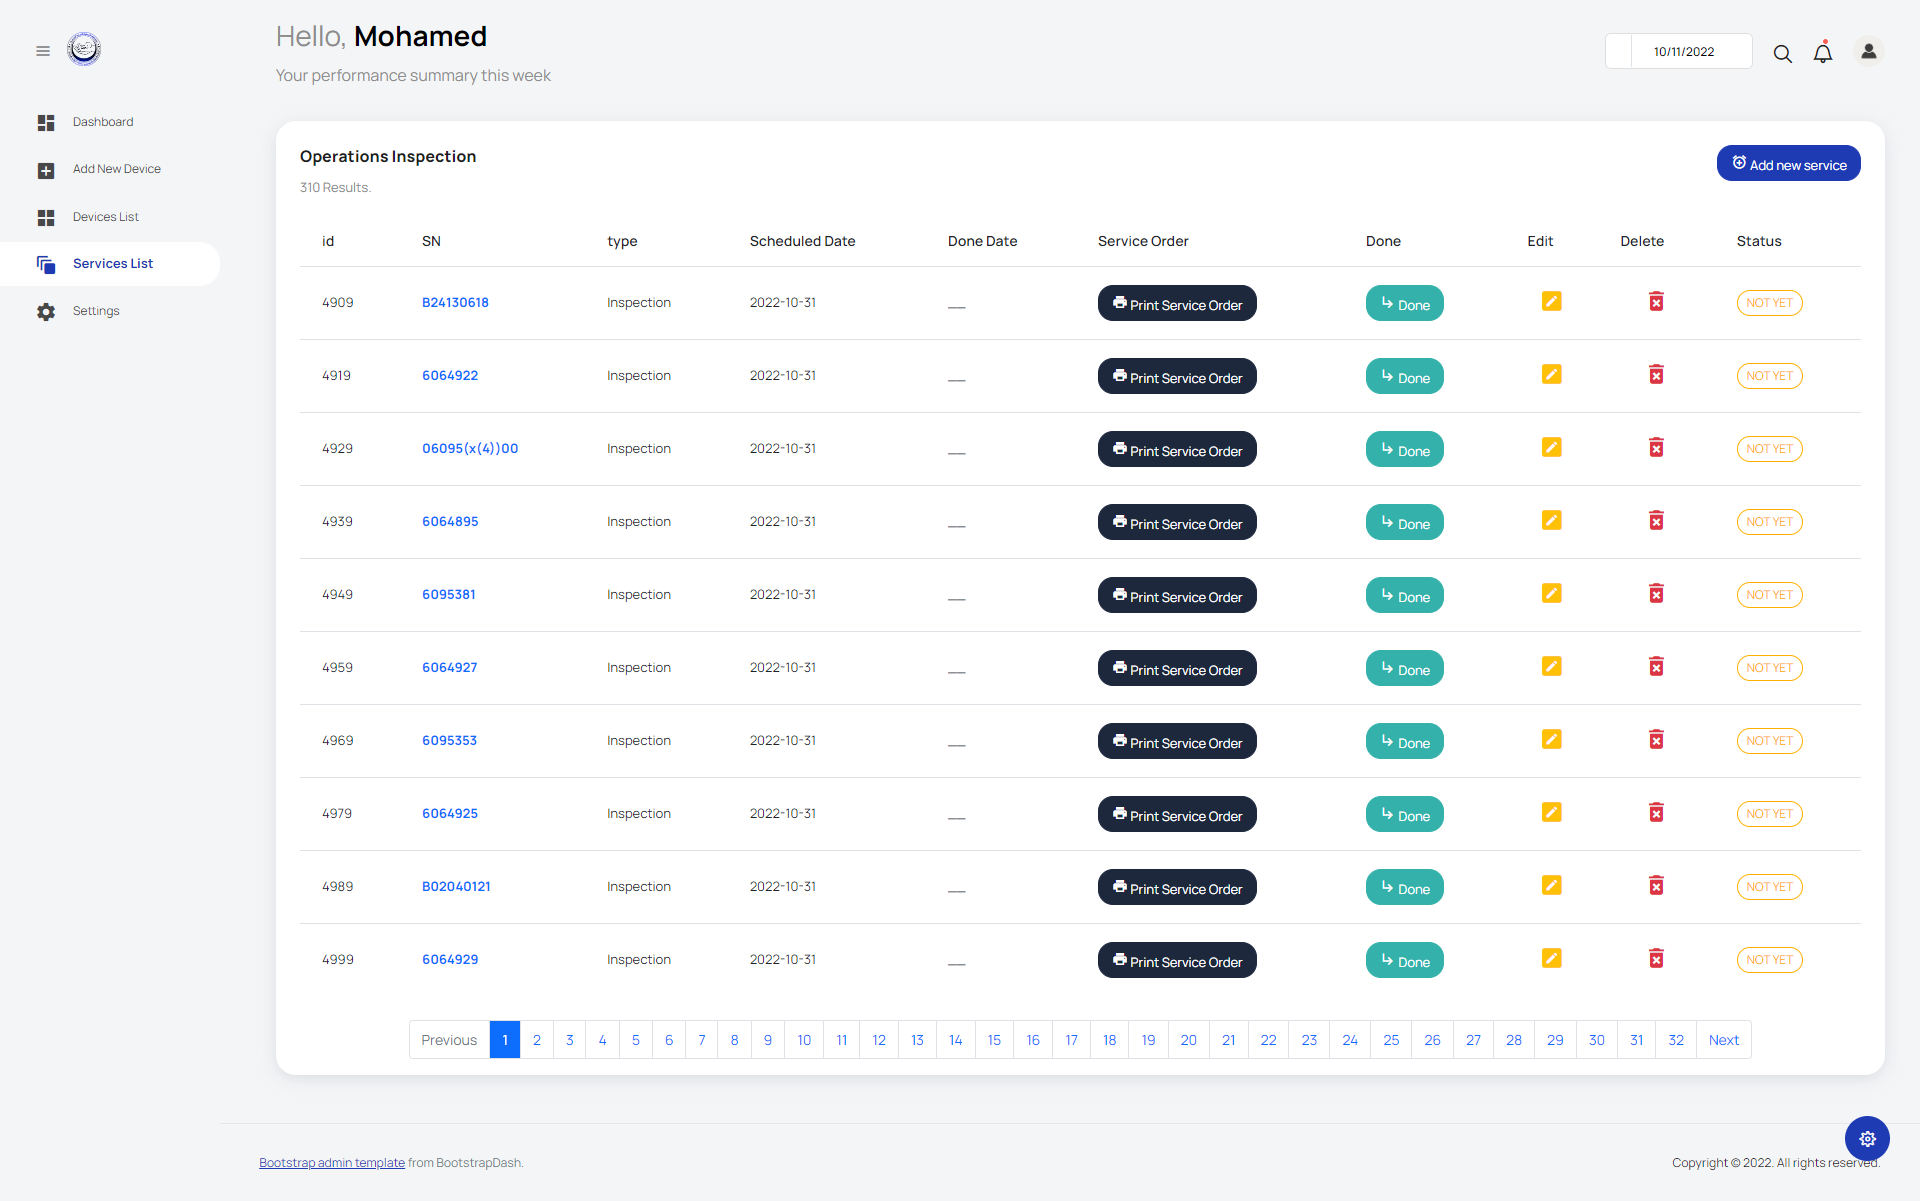 Hello, Mohamed
Your performance summary this week
10/11/2022
Dashboard
Add New Device
Devices List
Services List
Settings
Operations Inspection
310 Results.
Add new service
id SN type Scheduled Date Done Date Service Order Done Edit Delete Status
4909 B24130618 Inspection 2022-10-31 __ Print Service Order Done NOT YET
4919 6064922 Inspection 2022-10-31 __ Print Service Order Done NOT YET
4929 06095(x(4))00 Inspection 2022-10-31 __ Print Service Order Done NOT YET
4939 6064895 Inspection 2022-10-31 __ Print Service Order Done NOT YET
4949 6095381 Inspection 2022-10-31 __ Print Service Order Done NOT YET
4959 6064927 Inspection 2022-10-31 __ Print Service Order Done NOT YET
4969 6095353 Inspection 2022-10-31 __ Print Service Order Done NOT YET
4979 6064925 Inspection 2022-10-31 __ Print Service Order Done NOT YET
4989 B02040121 Inspection 2022-10-31 __ Print Service Order Done NOT YET
4999 6064929 Inspection 2022-10-31 __ Print Service Order Done NOT YET
Previous 1 2 3 4 5 6 7 8 9 10 11 12 13 14 15 16 17 18 19 20 21 22 23 24 25 26 27 28 29 30 31 32 Next
Bootstrap admin template from BootstrapDash.
Copyright © 2022. All rights reserved.